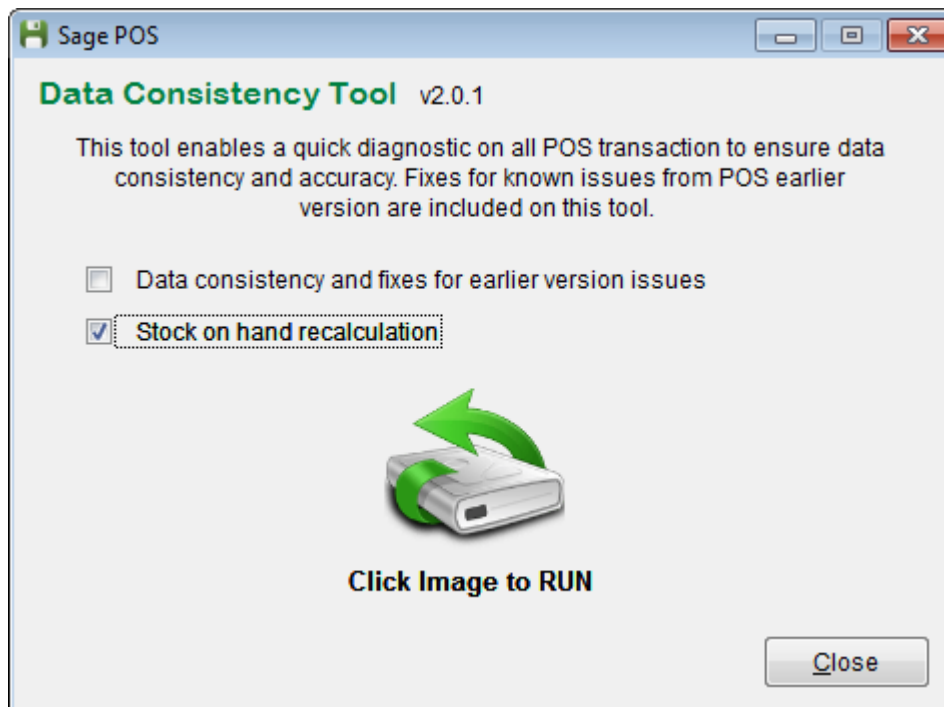 Sage POS
Data Consistency Tool v2.0.1
This tool enables a quick diagnostic on all POS transaction to ensure data
consistency and accuracy. Fixes for known issues from POS earlier
version are included on this tool.
Data consistency and fixes for earlier version issues
Stock on hand recalculation
Click Image to RUN
Close